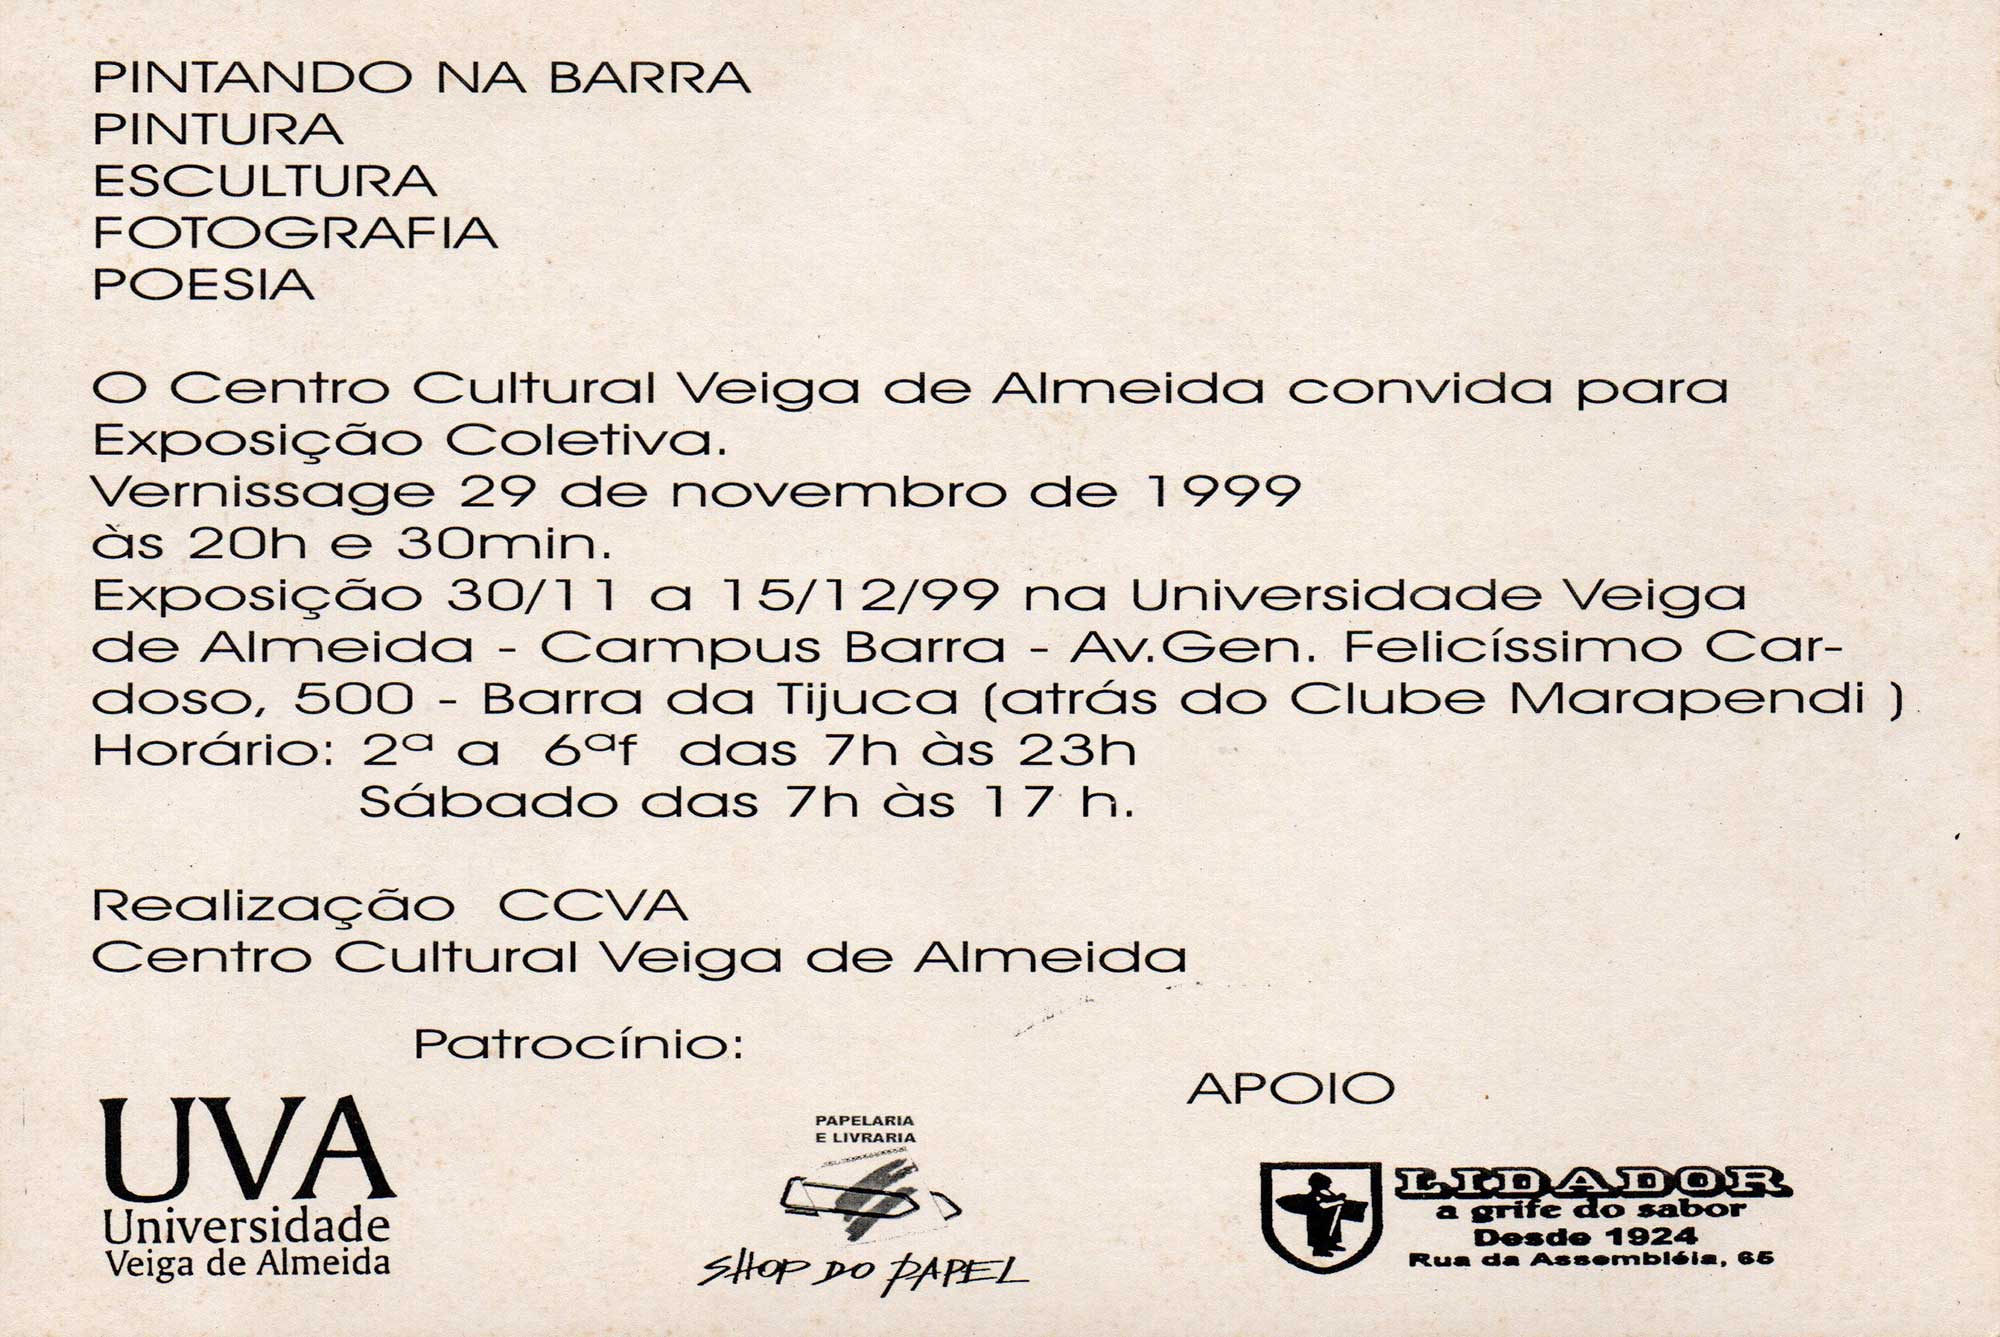 PINTANDO NA BARRA
PINTURA
ESCULTURA
FOTOGRAFIA
POESIA
O Centro Cultural Veiga de Almeida convida para
Exposição Coletiva.
Vernissage 29 de novembro de 1999
às 20h e 30min.
Exposição 30/11 a 15/12/99 na Universidade Veiga
de Almeida - Campus Barra - Av.Gen. Felicíssimo Car-
doso, 500 - Barra da Tijuca (atrás do Clube Marapendi )
Horário: 2ª a 6ªf das 7h às 23h
Sábado das 7h às 17 h.
Realização CCVA
Centro Cultural Veiga de Almeida
Patrocínio:
UVA
Universidade
Veiga de Almeida
PAPELARIA
E LIVRARIA
SHOP DO PAPEL
APOIO
LIDADOR
a grife do sabor
Desde 1924
Rua da Assembléia, 65